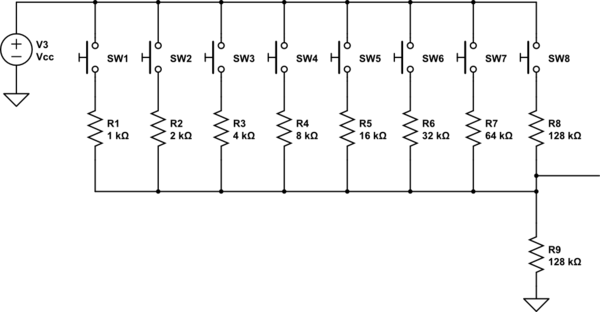 V3
Vcc
SW1
SW2
SW3
SW4
SW5
SW6
SW7
SW8
R1
1 kΩ
R2
2 kΩ
R3
4 kΩ
R4
8 kΩ
R5
16 kΩ
R6
32 kΩ
R7
64 kΩ
R8
128 kΩ
R9
128 kΩ